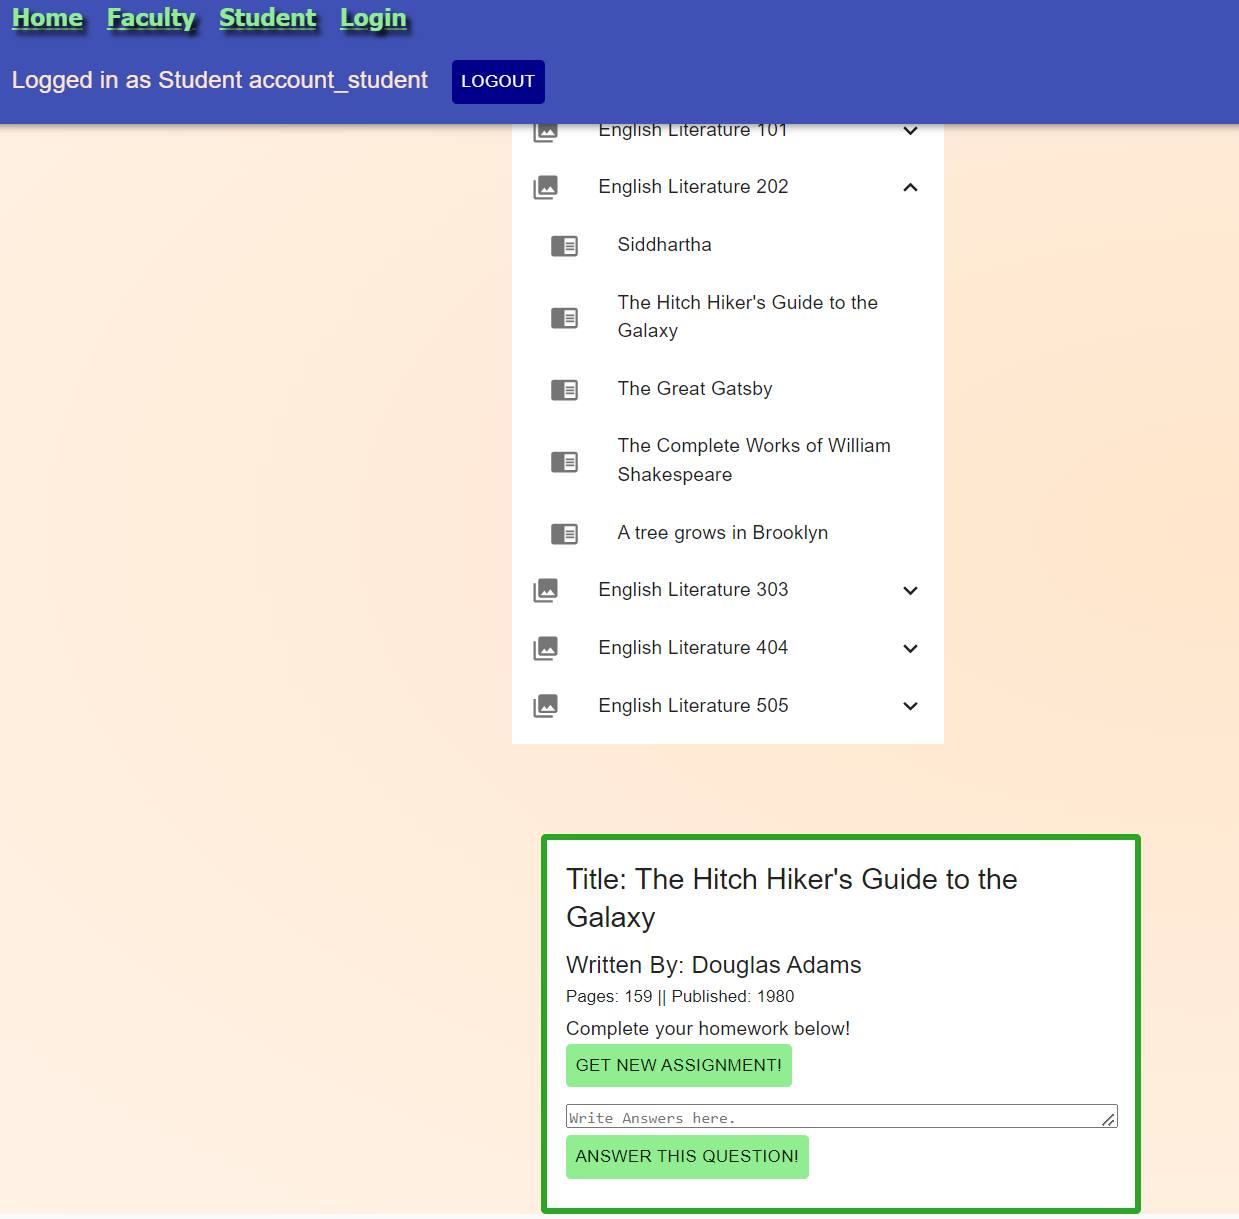 Home Faculty Student Login
Logged in as Student account_student LOGOUT
English Literature 101
English Literature 202
Siddhartha
The Hitch Hiker's Guide to the
Galaxy
The Great Gatsby
The Complete Works of William
Shakespeare
A tree grows in Brooklyn
English Literature 303
English Literature 404
English Literature 505
Title: The Hitch Hiker's Guide to the
Galaxy
Written By: Douglas Adams
Pages: 159 || Published: 1980
Complete your homework below!
GET NEW ASSIGNMENT!
Write Answers here.
ANSWER THIS QUESTION!